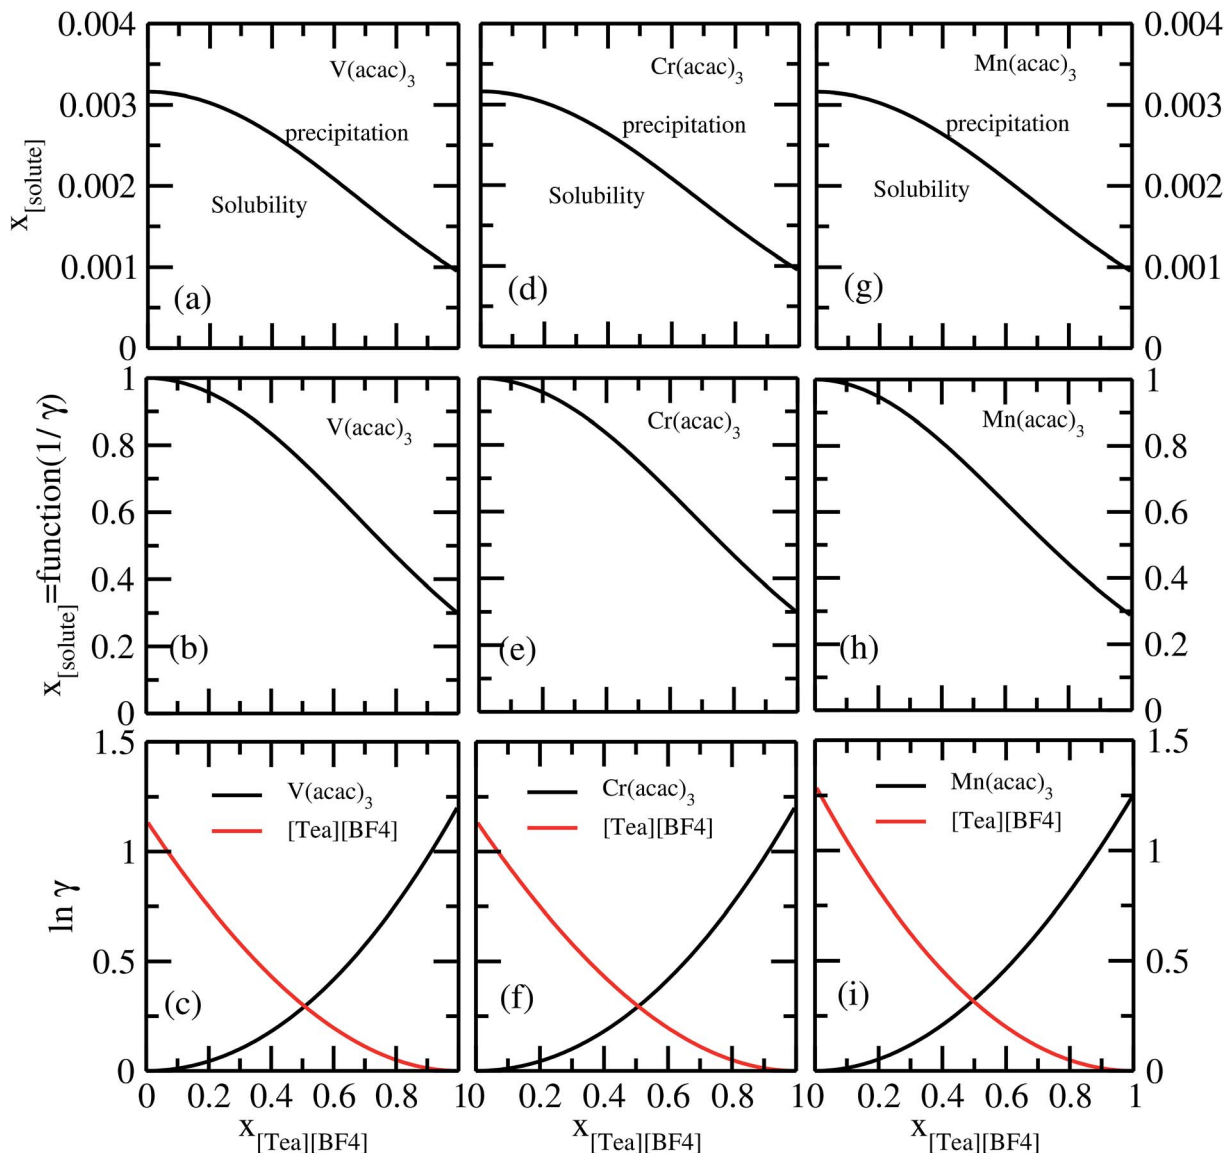 0.004
0.003
0.002
0.001
0
x[solute]
V(acac)3
precipitation
Solubility
(a)
Cr(acac)3
precipitation
Solubility
(d)
Mn(acac)3
precipitation
Solubility
(g)
0.004
0.003
0.002
0.001
0
1
0.8
0.6
0.4
0.2
0
x[solute]=function(1/ γ)
V(acac)3
(b)
Cr(acac)3
(e)
Mn(acac)3
(h)
1
0.8
0.6
0.4
0.2
0
1.5
1
0.5
0
ln γ
V(acac)3
[Tea][BF4]
(c)
Cr(acac)3
[Tea][BF4]
(f)
Mn(acac)3
[Tea][BF4]
(i)
1.5
1
0.5
0
0 0.2 0.4 0.6 0.8 1
0 0.2 0.4 0.6 0.8 1
0 0.2 0.4 0.6 0.8 1
x[Tea][BF4]
x[Tea][BF4]
x[Tea][BF4]